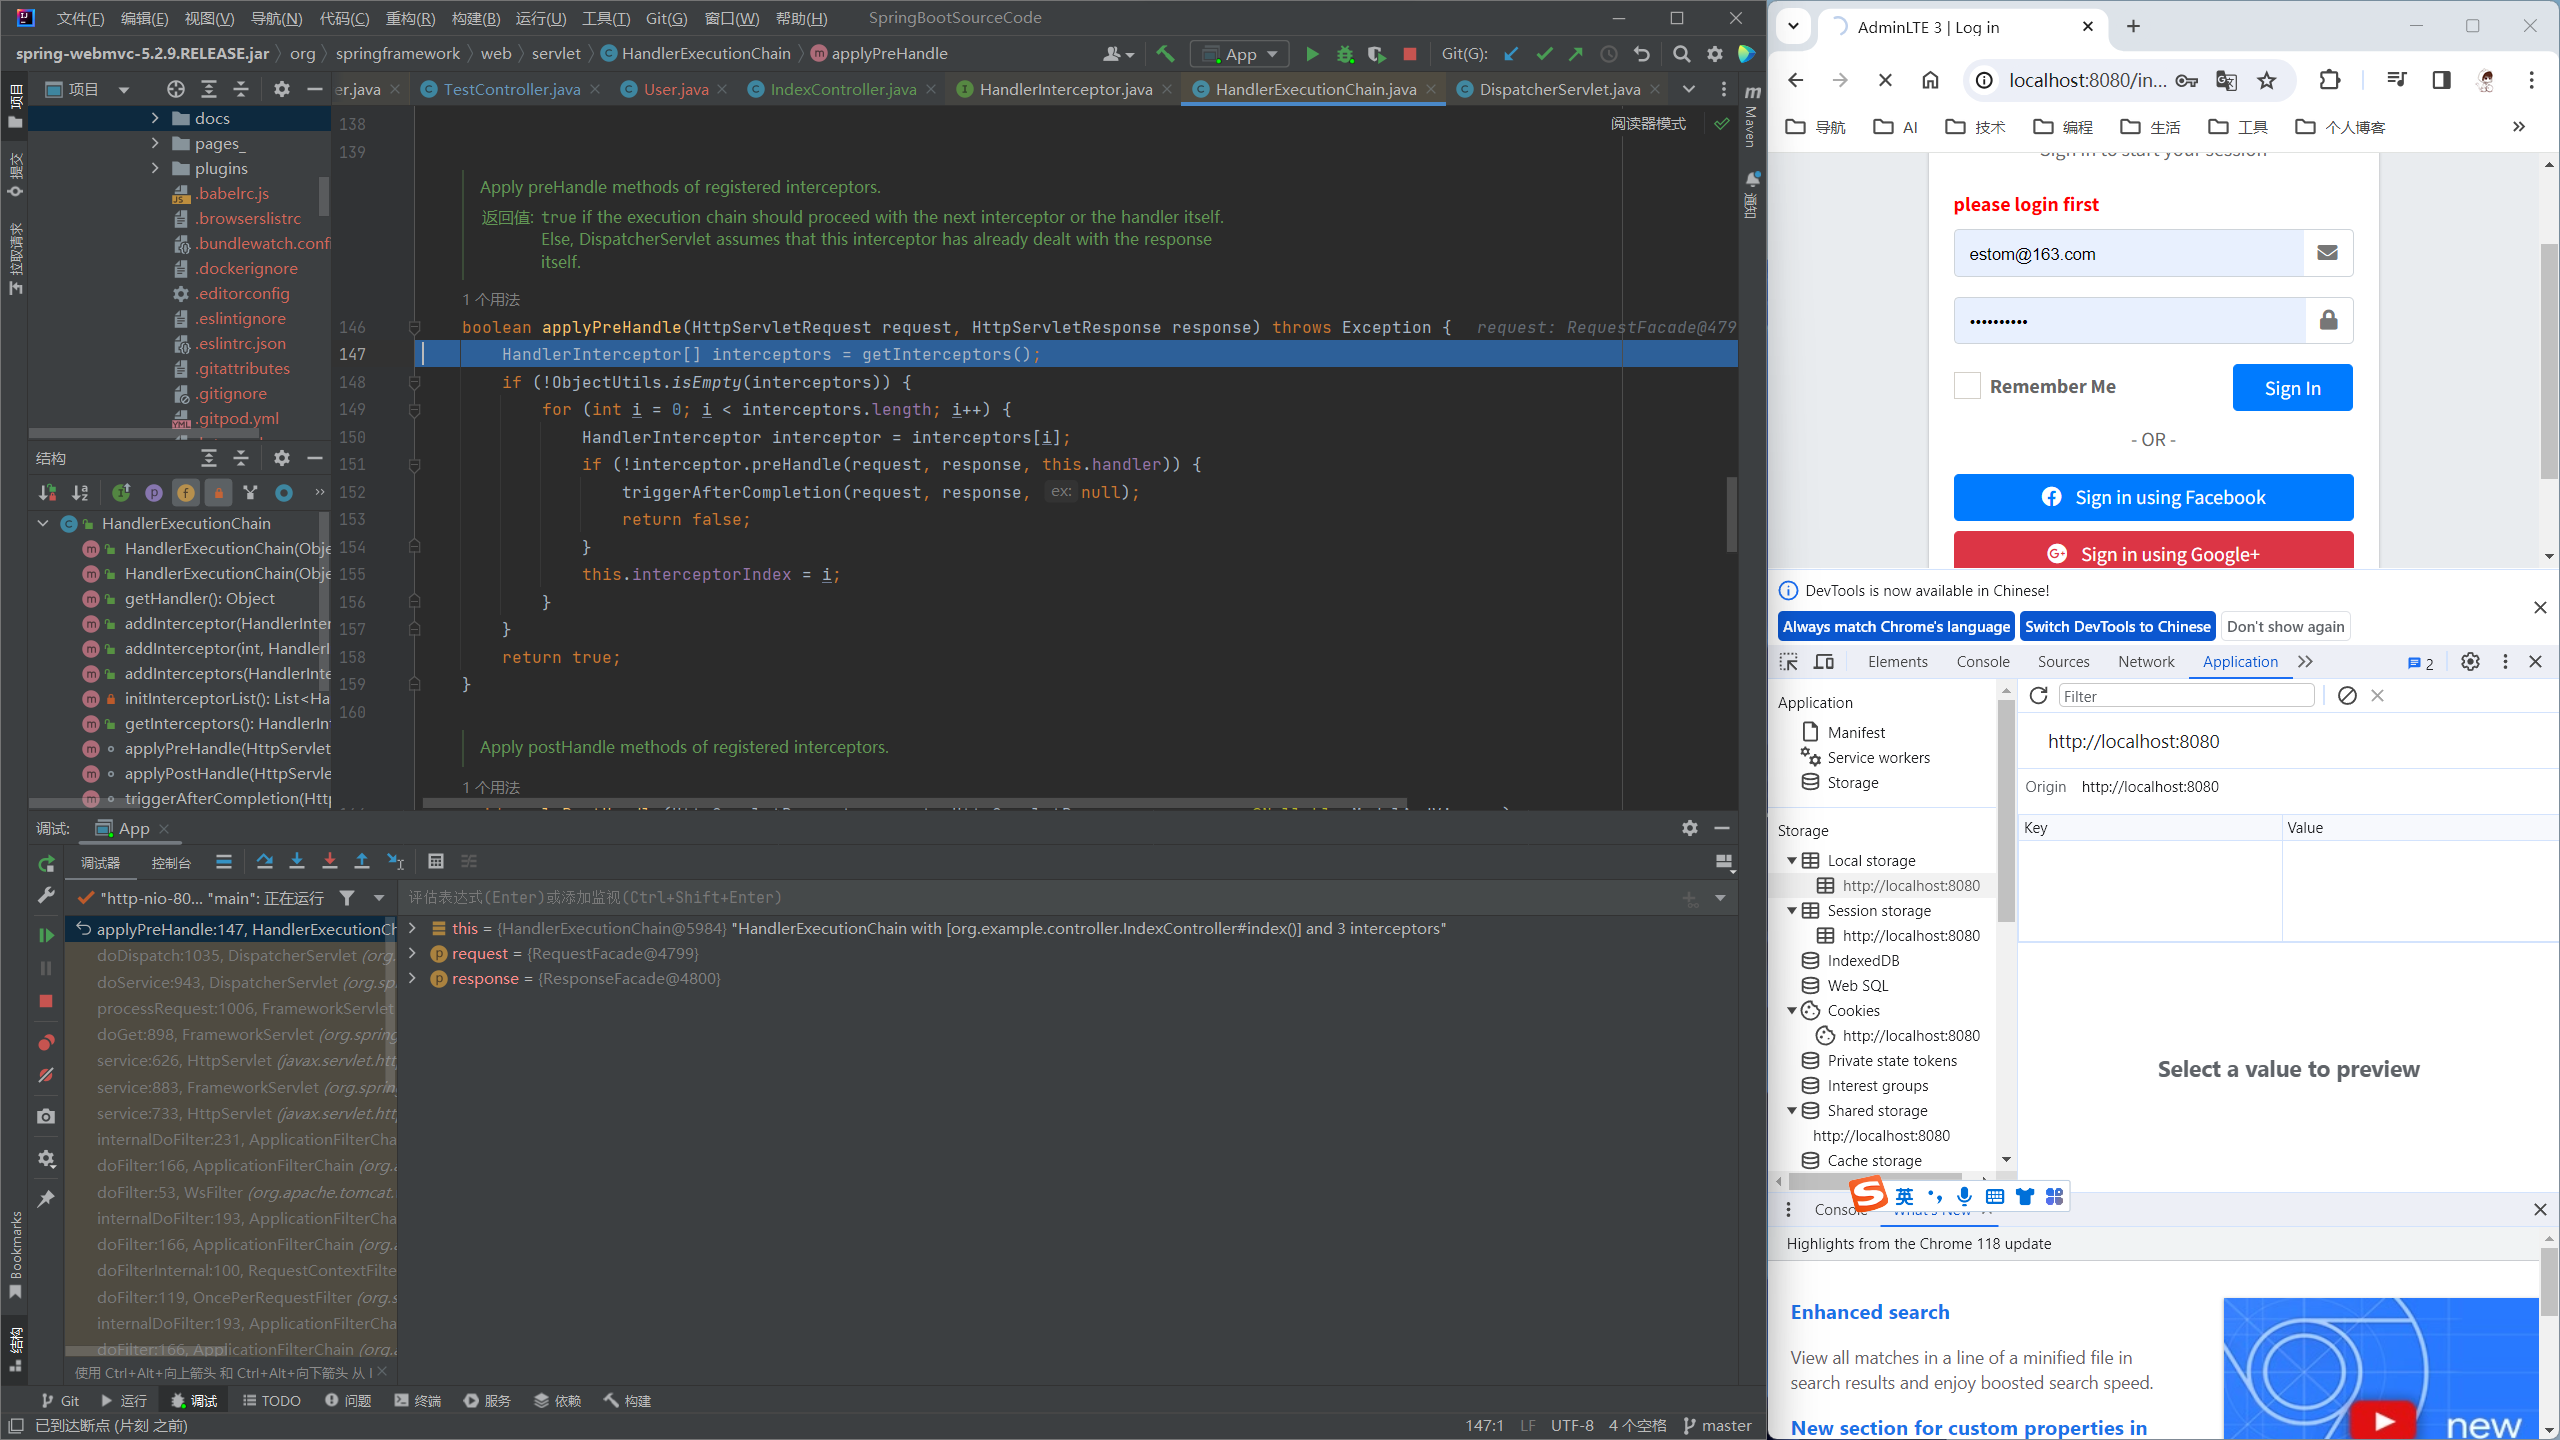 文件(F) 编辑(E) 视图(V) 导航(N) 代码(C) 重构(R) 构建(B) 运行(U) 工具(T) Git(G) 窗口(W) 帮助(H) SpringBootSourceCode
spring-webmvc-5.2.9.RELEASE.jar org springframework web servlet HandlerExecutionChain applyPreHandle
App Git(G):
项目
er.java TestController.java User.java IndexController.java HandlerInterceptor.java HandlerExecutionChain.java DispatcherServlet.java
项目
提交
拉取请求
docs
pages_
plugins
.babelrc.js
.browserslistrc
.bundlewatch.confi
.dockerignore
.editorconfig
.eslintignore
.eslintrc.json
.gitattributes
.gitignore
.gitpod.yml
结构
HandlerExecutionChain
HandlerExecutionChain(Obje
HandlerExecutionChain(Obje
getHandler(): Object
addInterceptor(HandlerInter
addInterceptor(int, HandlerI
addInterceptors(HandlerInte
initInterceptorList(): List<Ha
getInterceptors(): HandlerInt
applyPreHandle(HttpServlet
applyPostHandle(HttpServle
triggerAfterCompletion(Htt
阅读器模式
138
139
Apply preHandle methods of registered interceptors.
返回值: true if the execution chain should proceed with the next interceptor or the handler itself.
Else, DispatcherServlet assumes that this interceptor has already dealt with the response
itself.
1 个用法
146 boolean applyPreHandle(HttpServletRequest request, HttpServletResponse response) throws Exception { request: RequestFacade@479
147 HandlerInterceptor[] interceptors = getInterceptors();
148 if (!ObjectUtils.isEmpty(interceptors)) {
149 for (int i = 0; i < interceptors.length; i++) {
150 HandlerInterceptor interceptor = interceptors[i];
151 if (!interceptor.preHandle(request, response, this.handler)) {
152 triggerAfterCompletion(request, response, ex: null);
153 return false;
154 }
155 this.interceptorIndex = i;
156 }
157 }
158 return true;
159 }
160
Apply postHandle methods of registered interceptors.
1 个用法
Maven
通知
调试: App
调试器 控制台
"http-nio-80... "main": 正在运行
评估表达式(Enter)或添加监视(Ctrl+Shift+Enter)
applyPreHandle:147, HandlerExecutionCh
doDispatch:1035, DispatcherServlet (org.
doService:943, DispatcherServlet (org.sp
processRequest:1006, FrameworkServlet
doGet:898, FrameworkServlet (org.spring
service:626, HttpServlet (javax.servlet.htt
service:883, FrameworkServlet (org.sprin
service:733, HttpServlet (javax.servlet.htt
internalDoFilter:231, ApplicationFilterCha
doFilter:166, ApplicationFilterChain (org.a
doFilter:53, WsFilter (org.apache.tomcat.
internalDoFilter:193, ApplicationFilterCha
doFilter:166, ApplicationFilterChain (org.a
doFilterInternal:100, RequestContextFilte
doFilter:119, OncePerRequestFilter (org.s
internalDoFilter:193, ApplicationFilterCha
doFilter:166, ApplicationFilterChain (org.a
使用 Ctrl+Alt+向上箭头 和 Ctrl+Alt+向下箭头 从 I
this = {HandlerExecutionChain@5984} "HandlerExecutionChain with [org.example.controller.IndexController#index()] and 3 interceptors"
request = {RequestFacade@4799}
response = {ResponseFacade@4800}
Bookmarks
结构
Git 运行 调试 TODO 问题 终端 服务 依赖 构建
已到达断点 (片刻 之前)
147:1 LF UTF-8 4 个空格 master
AdminLTE 3 | Log in
localhost:8080/in...
导航 AI 技术 编程 生活 工具 个人博客
Sign in to start your session
please login first
estom@163.com
••••••••••
Remember Me
Sign In
- OR -
Sign in using Facebook
Sign in using Google+
DevTools is now available in Chinese!
Always match Chrome's language Switch DevTools to Chinese Don't show again
Elements Console Sources Network Application 2
Filter
Application
Manifest
Service workers
Storage
Storage
Local storage
http://localhost:8080
Session storage
http://localhost:8080
IndexedDB
Web SQL
Cookies
http://localhost:8080
Private state tokens
Interest groups
Shared storage
http://localhost:8080
Cache storage
http://localhost:8080
Origin http://localhost:8080
Key Value
Select a value to preview
英
Console What's New
Highlights from the Chrome 118 update
Enhanced search
View all matches in a line of a minified file in
search results and enjoy boosted search speed.
New section for custom properties in
new